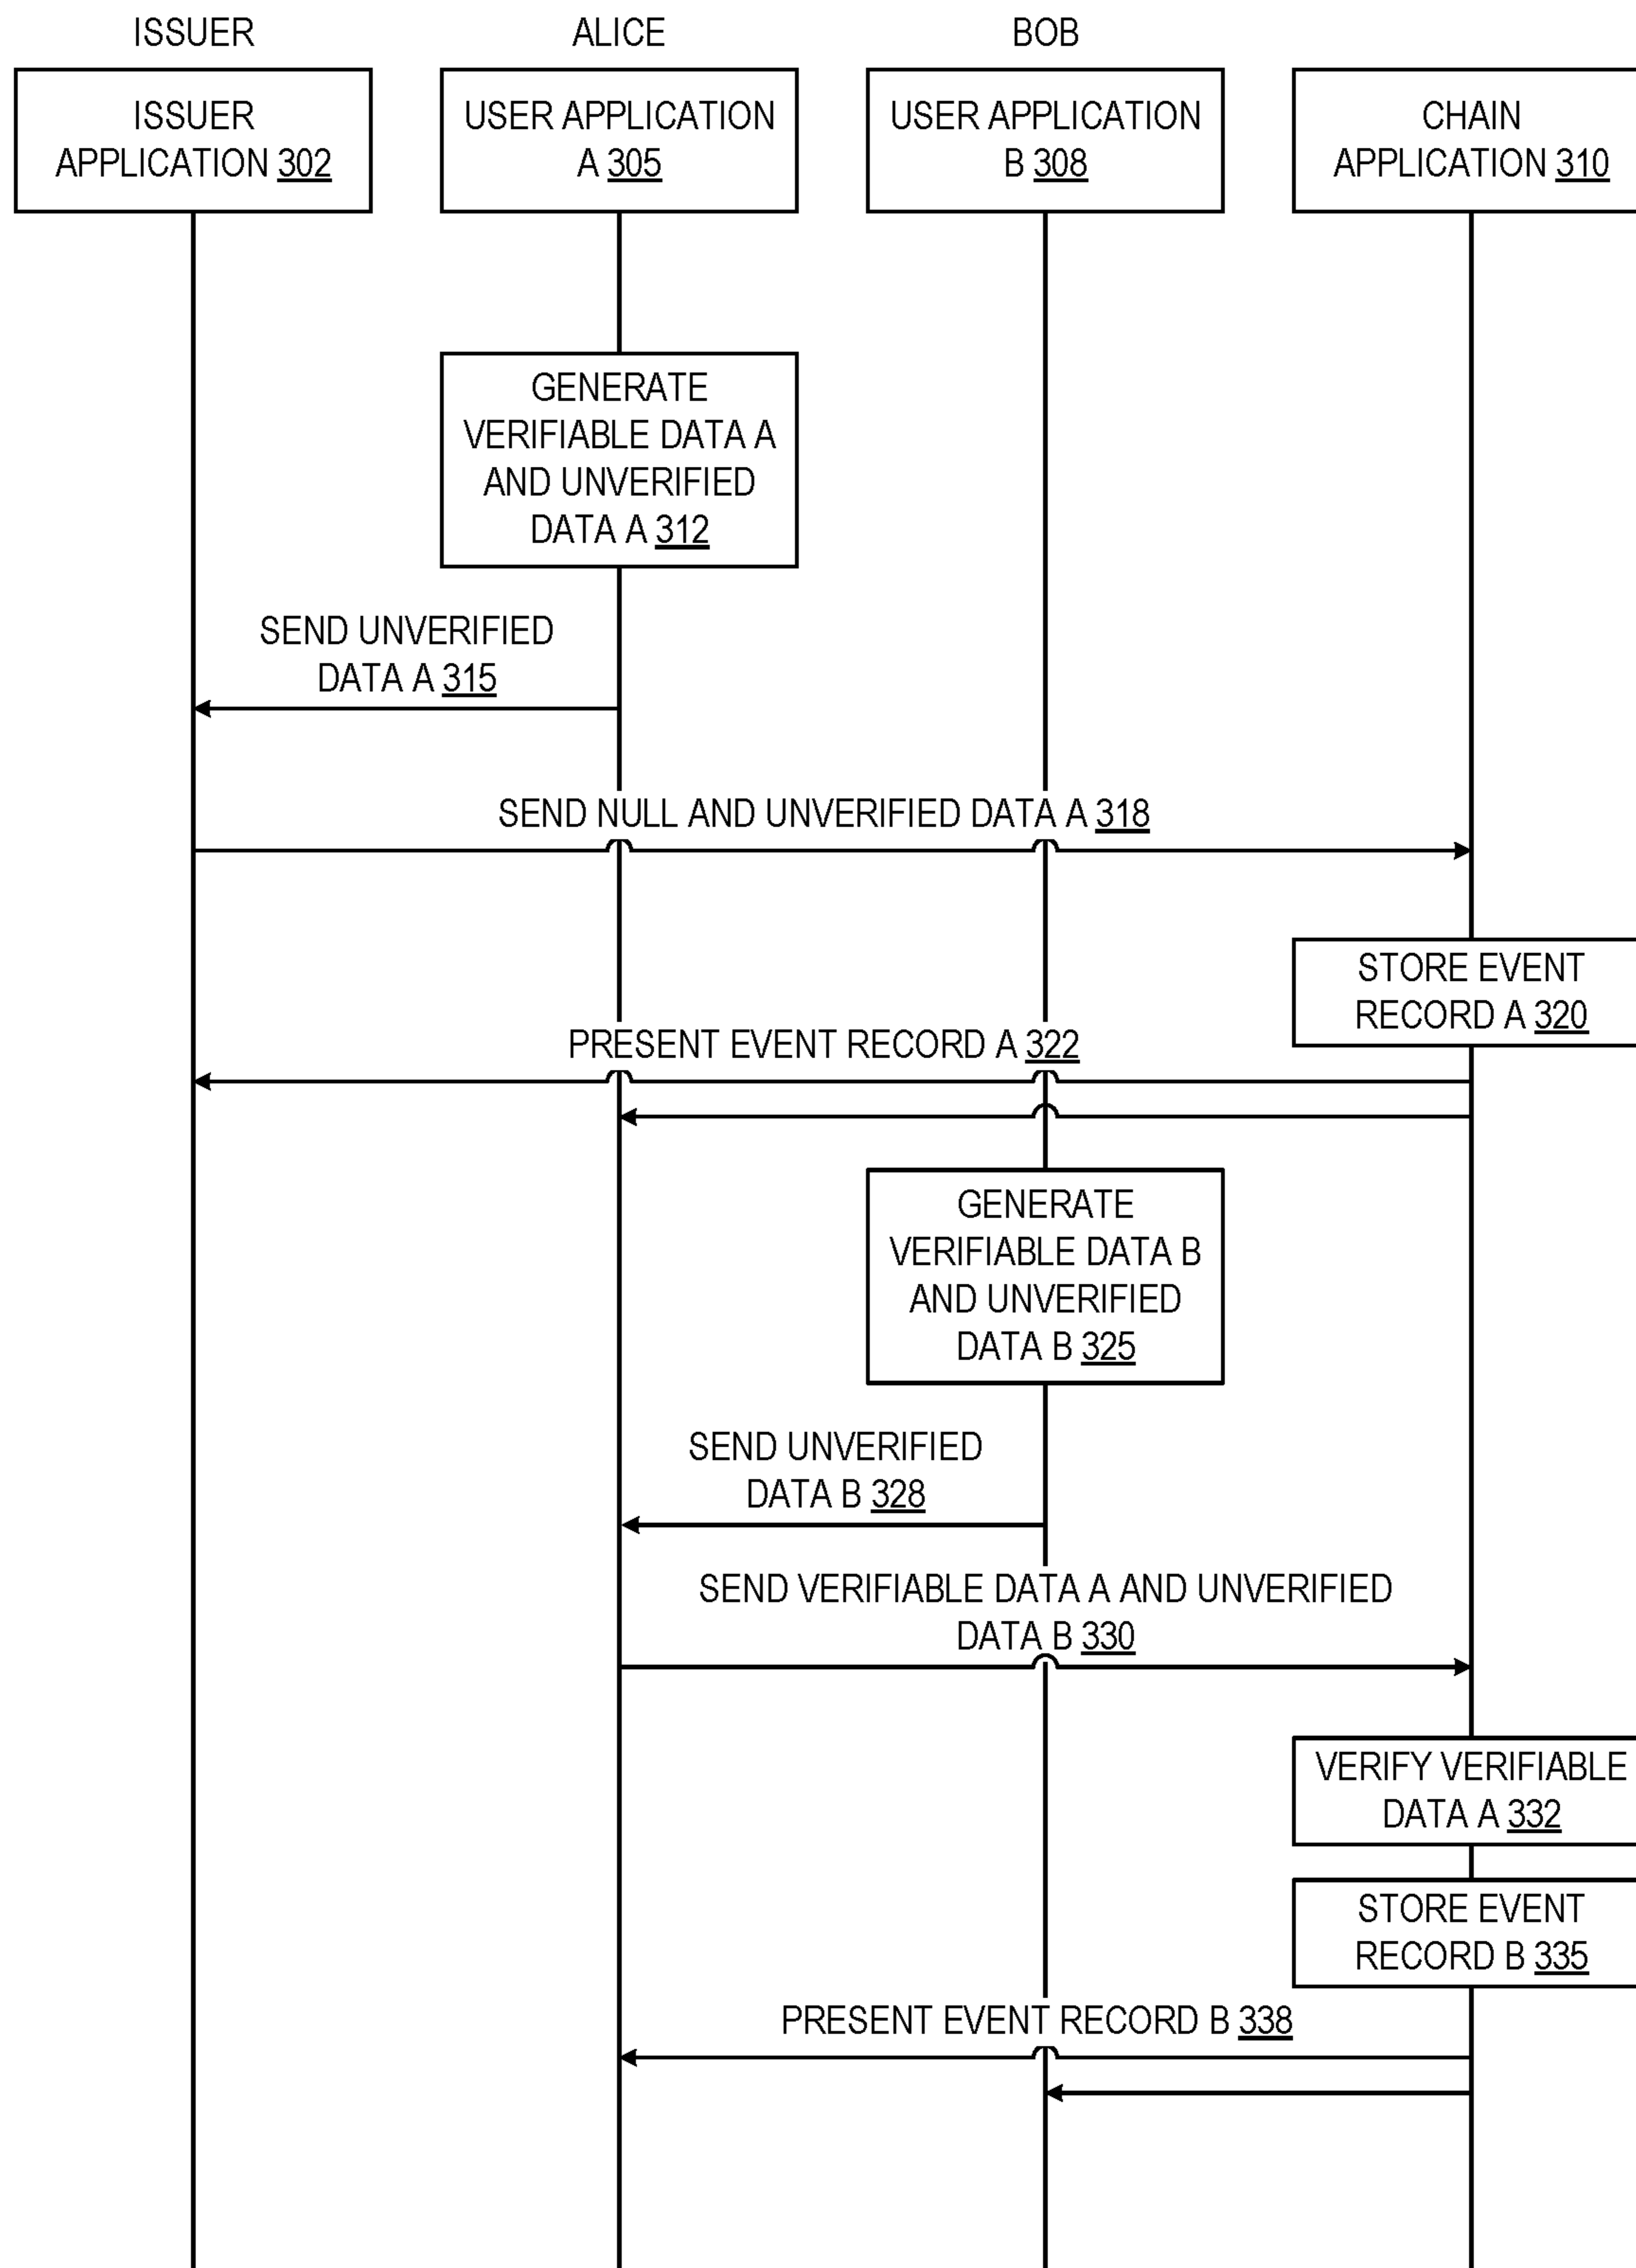 ISSUER
ALICE
BOB
ISSUER
APPLICATION 302
USER APPLICATION
A 305
USER APPLICATION
B 308
CHAIN
APPLICATION 310
GENERATE
VERIFIABLE DATA A
AND UNVERIFIED
DATA A 312
SEND UNVERIFIED
DATA A 315
SEND NULL AND UNVERIFIED DATA A 318
STORE EVENT
RECORD A 320
PRESENT EVENT RECORD A 322
GENERATE
VERIFIABLE DATA B
AND UNVERIFIED
DATA B 325
SEND UNVERIFIED
DATA B 328
SEND VERIFIABLE DATA A AND UNVERIFIED
DATA B 330
VERIFY VERIFIABLE
DATA A 332
STORE EVENT
RECORD B 335
PRESENT EVENT RECORD B 338